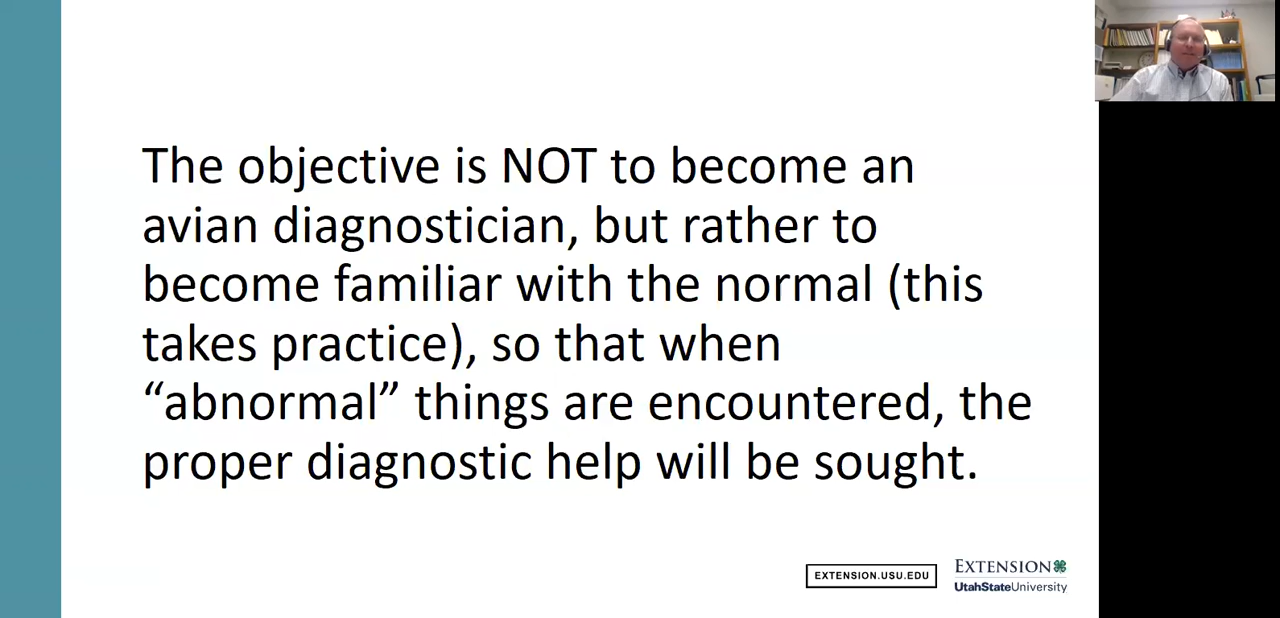 The objective is NOT to become an
avian diagnostician, but rather to
become familiar with the normal (this
takes practice), so that when
“abnormal” things are encountered, the
proper diagnostic help will be sought.
EXTENSION.USU.EDU
EXTENSION
UtahStateUniversity